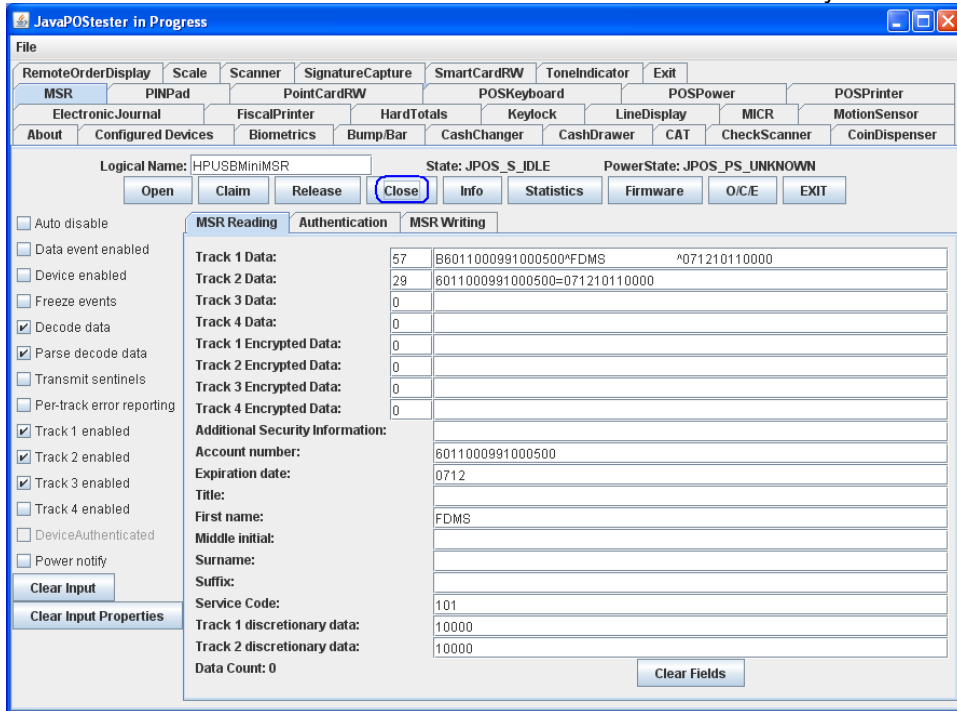 JavaPOStester in Progress
File
RemoteOrderDisplay Scale Scanner SignatureCapture SmartCardRW ToneIndicator Exit
MSR PINPad PointCardRW POSKeyboard POSPower POSPrinter
ElectronicJournal FiscalPrinter HardTotals Keylock LineDisplay MICR MotionSensor
About Configured Devices Biometrics Bump/Bar CashChanger CashDrawer CAT CheckScanner CoinDispenser
Logical Name: HPUSBMiniMSR State: JPOS_S_IDLE PowerState: JPOS_PS_UNKNOWN
Open Claim Release Close Info Statistics Firmware O/C/E EXIT
Auto disable
Data event enabled
Device enabled
Freeze events
Decode data
Parse decode data
Transmit sentinels
Per-track error reporting
Track 1 enabled
Track 2 enabled
Track 3 enabled
Track 4 enabled
DeviceAuthenticated
Power notify
Clear Input
Clear Input Properties
MSR Reading Authentication MSR Writing
Track 1 Data: 57 B6011000991000500^FDMS ^071210110000
Track 2 Data: 29 6011000991000500=071210110000
Track 3 Data: 0
Track 4 Data: 0
Track 1 Encrypted Data: 0
Track 2 Encrypted Data: 0
Track 3 Encrypted Data: 0
Track 4 Encrypted Data: 0
Additional Security Information:
Account number: 6011000991000500
Expiration date: 0712
Title:
First name: FDMS
Middle initial:
Surname:
Suffix:
Service Code: 101
Track 1 discretionary data: 10000
Track 2 discretionary data: 10000
Data Count: 0 Clear Fields